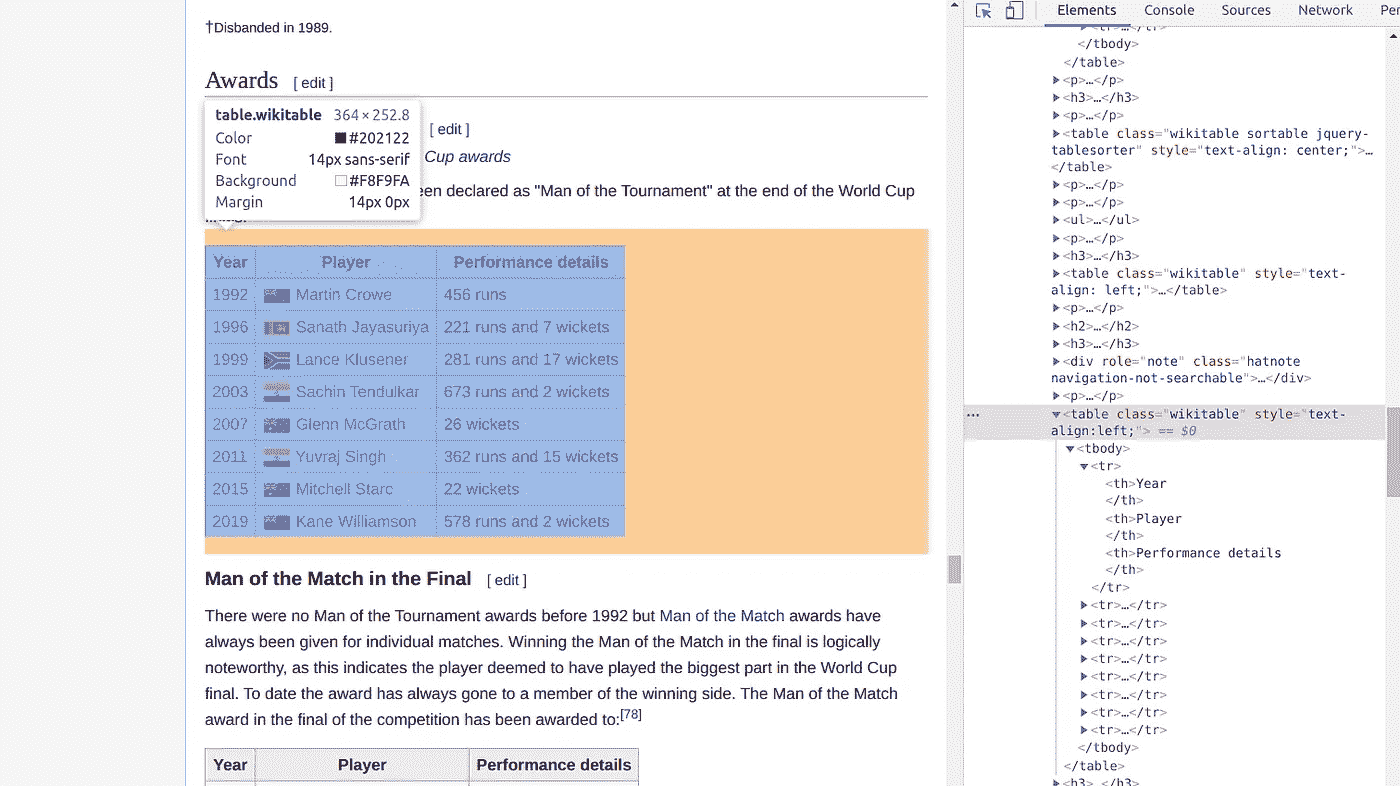 †Disbanded in 1989.
Awards [ edit ]
table.wikitable 364 × 252.8
Color #202122
Font 14px sans-serif
Background #F8F9FA
Margin 14px 0px
[ edit ]
Cup awards
een declared as "Man of the Tournament" at the end of the World Cup
Year Player Performance details
1992 Martin Crowe 456 runs
1996 Sanath Jayasuriya 221 runs and 7 wickets
1999 Lance Klusener 281 runs and 17 wickets
2003 Sachin Tendulkar 673 runs and 2 wickets
2007 Glenn McGrath 26 wickets
2011 Yuvraj Singh 362 runs and 15 wickets
2015 Mitchell Starc 22 wickets
2019 Kane Williamson 578 runs and 2 wickets
Man of the Match in the Final [ edit ]
There were no Man of the Tournament awards before 1992 but Man of the Match awards have
always been given for individual matches. Winning the Man of the Match in the final is logically
noteworthy, as this indicates the player deemed to have played the biggest part in the World Cup
final. To date the award has always gone to a member of the winning side. The Man of the Match
award in the final of the competition has been awarded to:[78]
Year Player Performance details
Elements Console Sources Network Per
</tbody>
</table>
<p>…</p>
<h3>…</h3>
<p>…</p>
<table class="wikitable sortable jquery-
tablesorter" style="text-align: center;">…
</table>
<p>…</p>
<p>…</p>
<ul>…</ul>
<p>…</p>
<h3>…</h3>
<table class="wikitable" style="text-
align: left;">…</table>
<p>…</p>
<h2>…</h2>
<h3>…</h3>
<div role="note" class="hatnote
navigation-not-searchable">…</div>
<p>…</p>
<table class="wikitable" style="text-
align:left;"> == $0
<tbody>
<tr>
<th>Year
</th>
<th>Player
</th>
<th>Performance details
</th>
</tr>
<tr>…</tr>
<tr>…</tr>
<tr>…</tr>
<tr>…</tr>
<tr>…</tr>
<tr>…</tr>
<tr>…</tr>
<tr>…</tr>
</tbody>
</table>